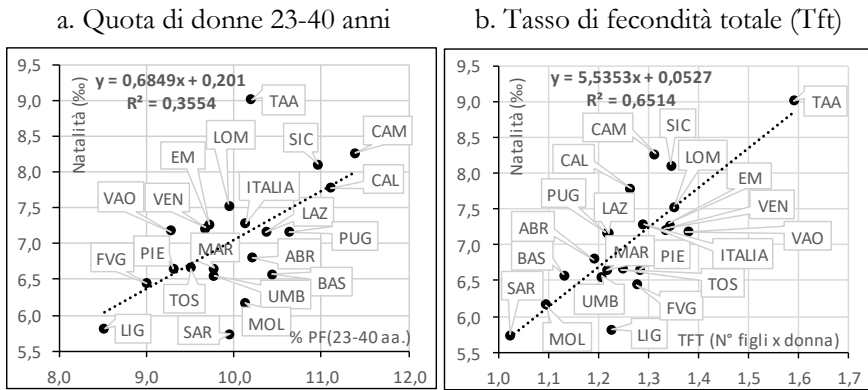 a. Quota di donne 23-40 anni
9,5
9,0
8,5
8,0
7,5
7,0
6,5
6,0
5,5
Natalità (‰)
y = 0,6849x + 0,201
R² = 0,3554
TAA
LOM
SIC
CAM
EM
CAL
VAO
VEN
ITALIA
LAZ
PUG
FVG
PIE
MAR
ABR
BAS
TOS
UMB
LIG
SAR
MOL
% PF(23-40 aa.)
8,0 9,0 10,0 11,0 12,0
b. Tasso di fecondità totale (Tft)
9,5
9,0
8,5
8,0
7,5
7,0
6,5
6,0
5,5
Natalità (‰)
y = 5,5353x + 0,0527
R² = 0,6514
TAA
CAM
SIC
LOM
CAL
EM
PUG
LAZ
VEN
ABR
MAR
PIE
ITALIA
VAO
BAS
TOS
SAR
UMB
FVG
MOL
LIG
TFT (N° figli x donna)
1,0 1,1 1,2 1,3 1,4 1,5 1,6 1,7